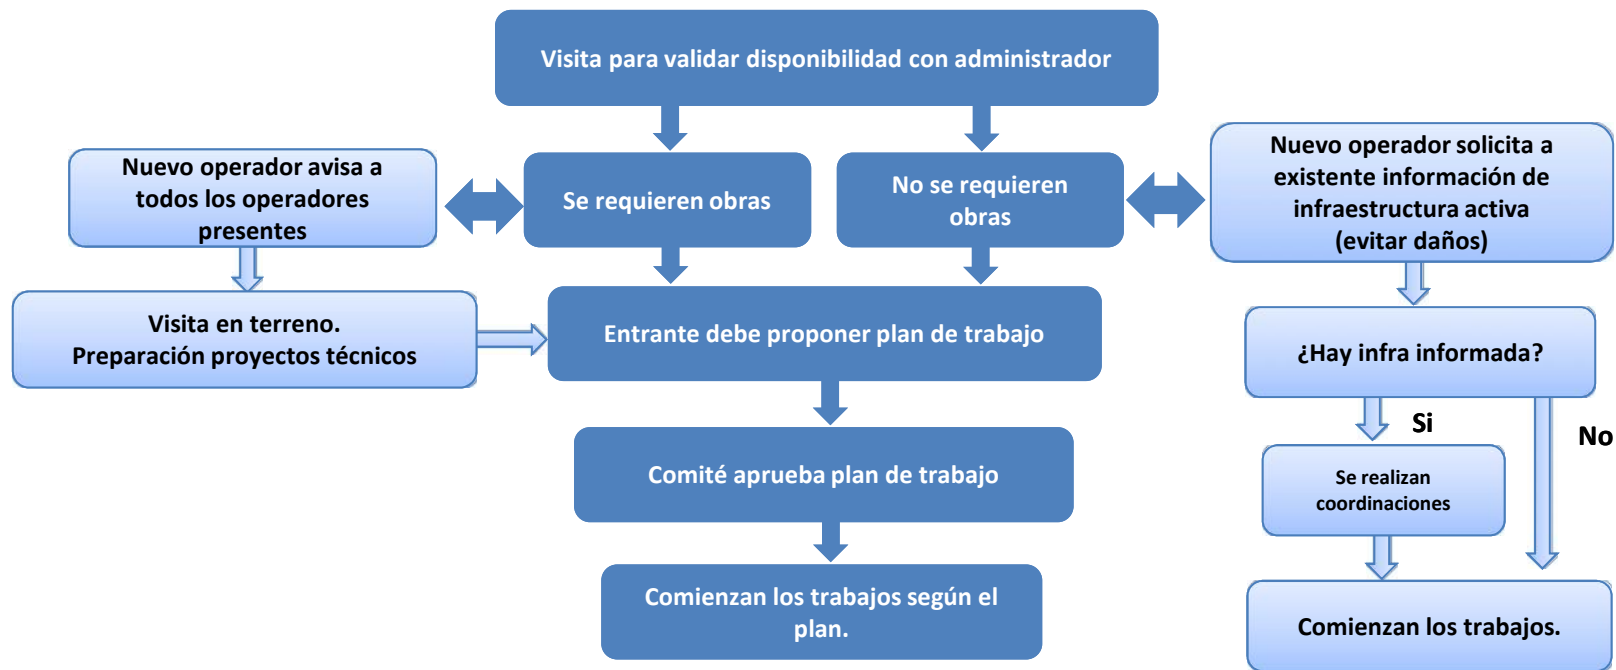 Visita para validar disponibilidad con administrador
Nuevo operador avisa a
todos los operadores
presentes
Se requieren obras
No se requieren
obras
Nuevo operador solicita a
existente información de
infraestructura activa
(evitar daños)
Visita en terreno.
Preparación proyectos técnicos
Entrante debe proponer plan de trabajo
¿Hay infra informada?
Si
No
Comité aprueba plan de trabajo
Se realizan
coordinaciones
Comienzan los trabajos según el
plan.
Comienzan los trabajos.